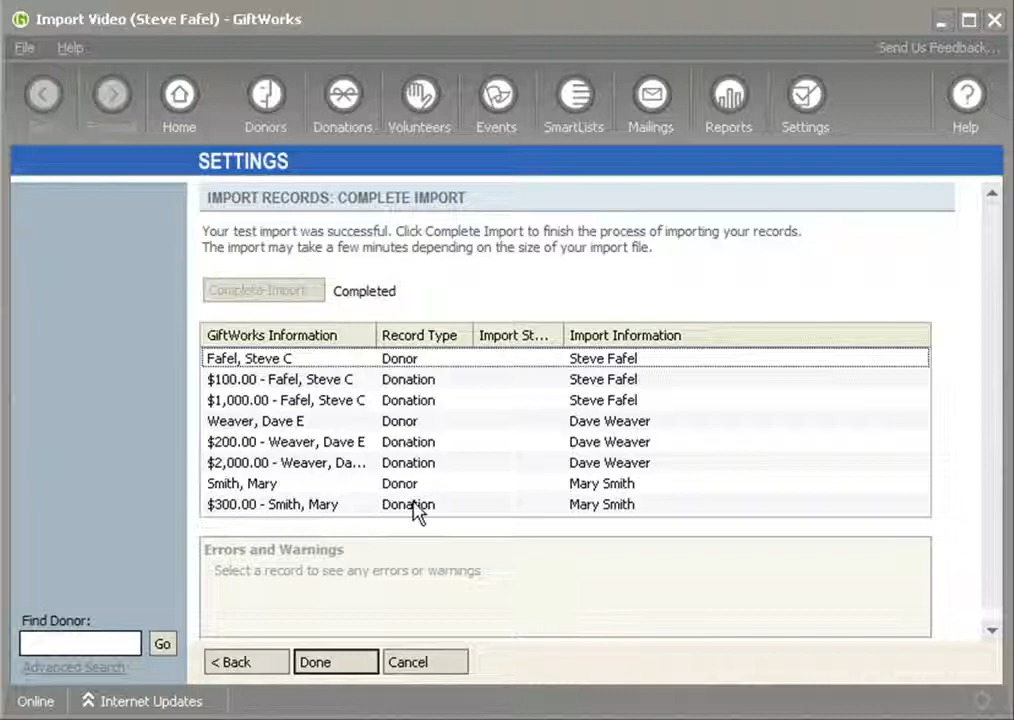 Import Video (Steve Fafel) - GiftWorks
File Help Send Us Feedback...
Home Donors Donations Volunteers Events SmartLists Mailings Reports Settings Help
SETTINGS
IMPORT RECORDS: COMPLETE IMPORT
Your test import was successful. Click Complete Import to finish the process of importing your records.
The import may take a few minutes depending on the size of your import file.
Complete Import Completed
GiftWorks Information Record Type Import St... Import Information
Fafel, Steve C Donor Steve Fafel
$100.00 - Fafel, Steve C Donation Steve Fafel
$1,000.00 - Fafel, Steve C Donation Steve Fafel
Weaver, Dave E Donor Dave Weaver
$200.00 - Weaver, Dave E Donation Dave Weaver
$2,000.00 - Weaver, Da... Donation Dave Weaver
Smith, Mary Donor Mary Smith
$300.00 - Smith, Mary Donation Mary Smith
Errors and Warnings
Select a record to see any errors or warnings
Find Donor:
Go
Advanced Search
< Back Done Cancel
Online Internet Updates